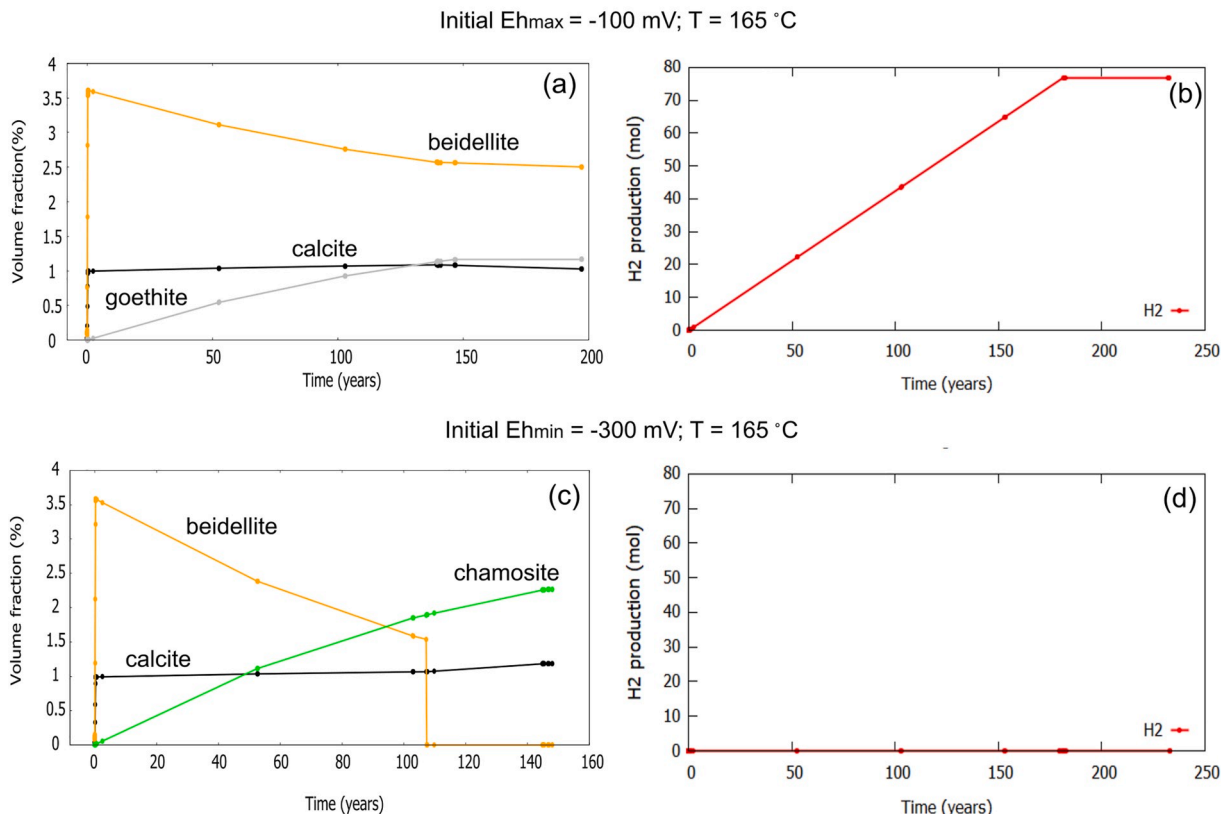 Initial Ehmax = -100 mV; T = 165 °C
(a)
Volume fraction(%)
4
3.5
3
2.5
2
1.5
1
0.5
0
beidellite
calcite
goethite
0 50 100 150 200
Time (years)
(b)
H2 production (mol)
80
70
60
50
40
30
20
10
0
H2
0 50 100 150 200 250
Time (years)
Initial Ehmin = -300 mV; T = 165 °C
(c)
Volume fraction (%)
4
3.5
3
2.5
2
1.5
1
0.5
0
beidellite
chamosite
calcite
0 20 40 60 80 100 120 140 160
Time (years)
(d)
H2 production (mol)
80
70
60
50
40
30
20
10
0
H2
0 50 100 150 200 250
Time (years)